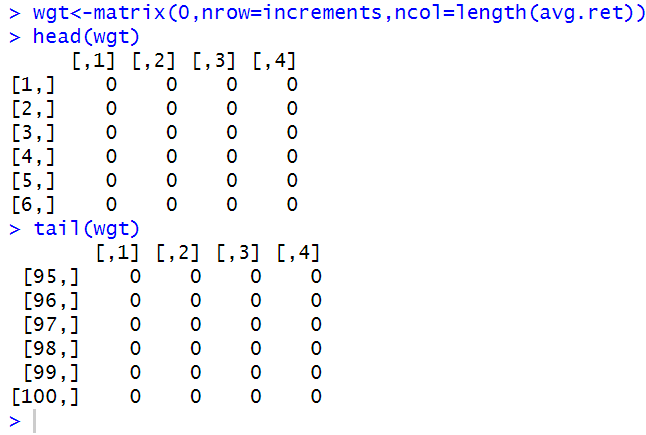 > wgt<-matrix(0,nrow=increments,ncol=length(avg.ret))
> head(wgt)
     [,1] [,2] [,3] [,4]
[1,]    0    0    0    0
[2,]    0    0    0    0
[3,]    0    0    0    0
[4,]    0    0    0    0
[5,]    0    0    0    0
[6,]    0    0    0    0
> tail(wgt)
       [,1] [,2] [,3] [,4]
 [95,]    0    0    0    0
 [96,]    0    0    0    0
 [97,]    0    0    0    0
 [98,]    0    0    0    0
 [99,]    0    0    0    0
[100,]    0    0    0    0
>